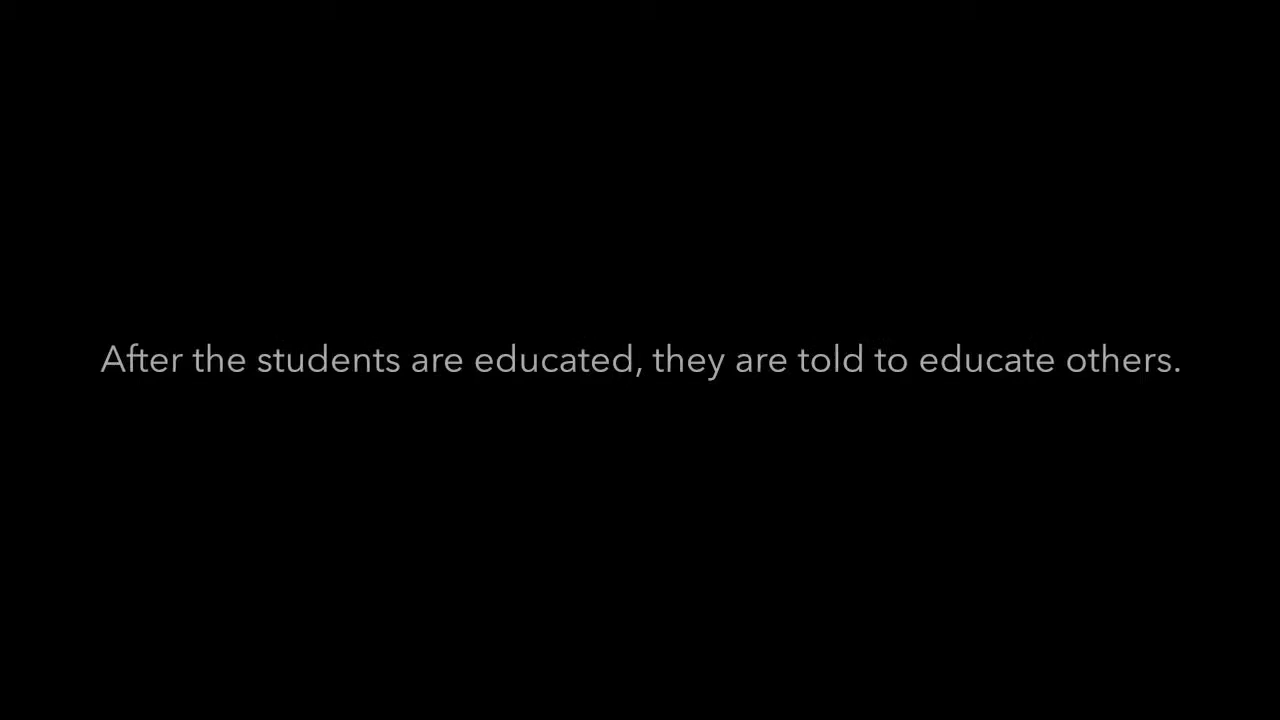 After the students are educated, they are told to educate others.